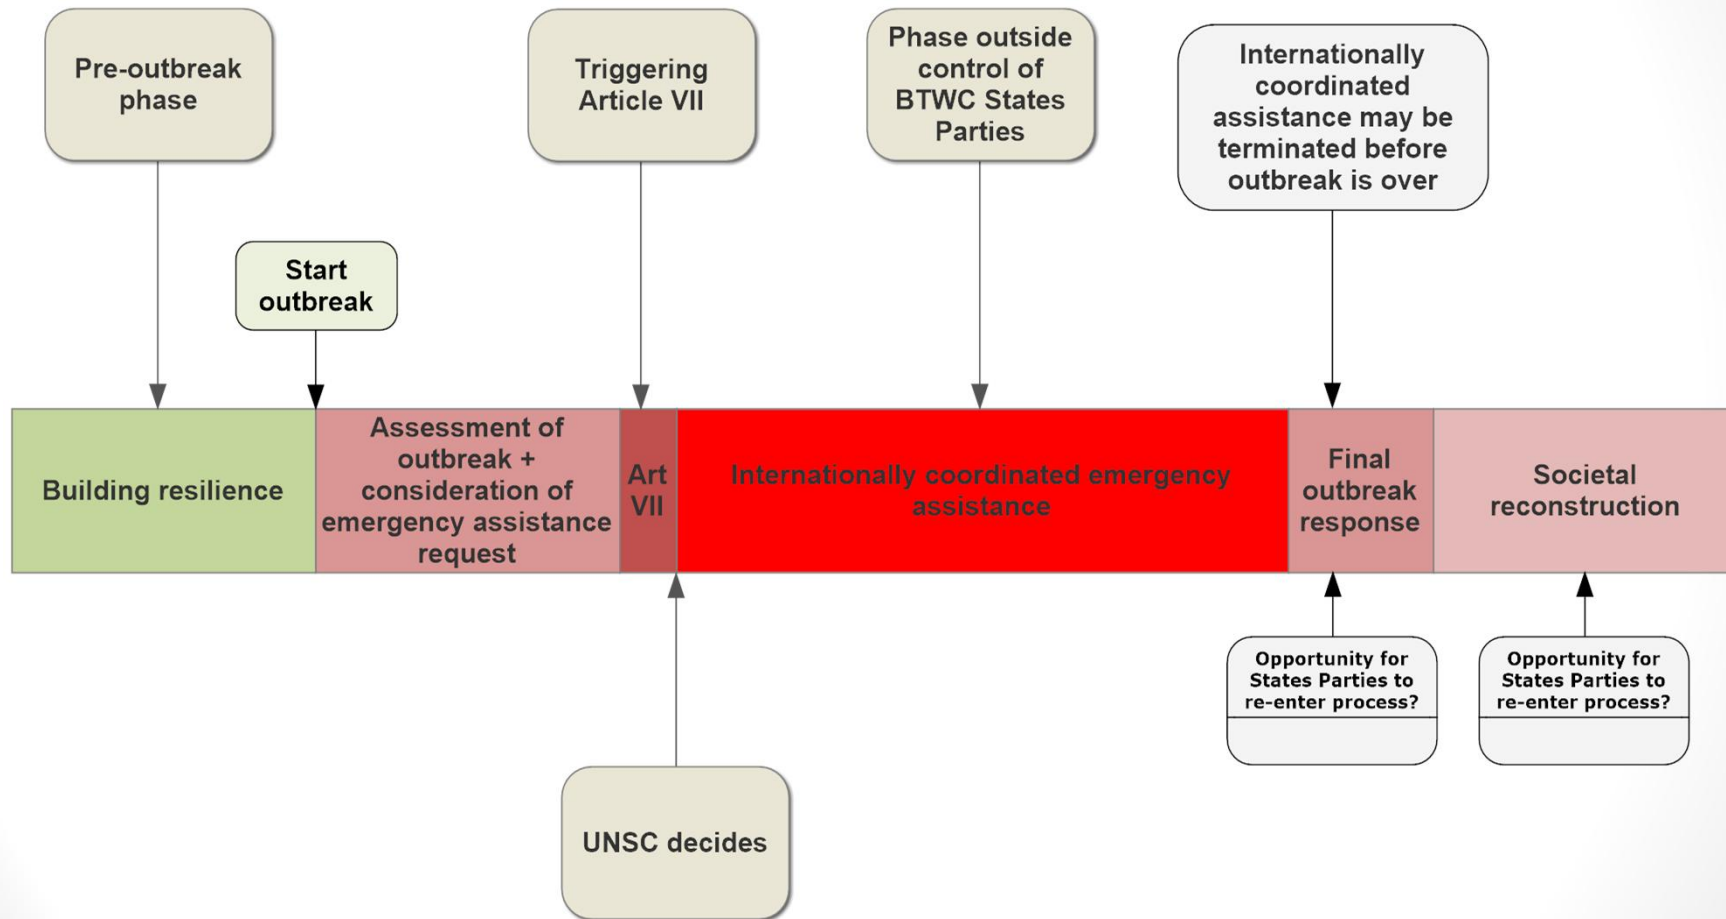 Pre-outbreak
phase
Triggering
Article VII
Phase outside
control of
BTWC States
Parties
Internationally
coordinated
assistance may be
terminated before
outbreak is over
Start
outbreak
Building resilience
Assessment of
outbreak +
consideration of
emergency assistance
request
Art
VII
Internationally coordinated emergency
assistance
Final
outbreak
response
Societal
reconstruction
Opportunity for
States Parties to
re-enter process?
Opportunity for
States Parties to
re-enter process?
UNSC decides